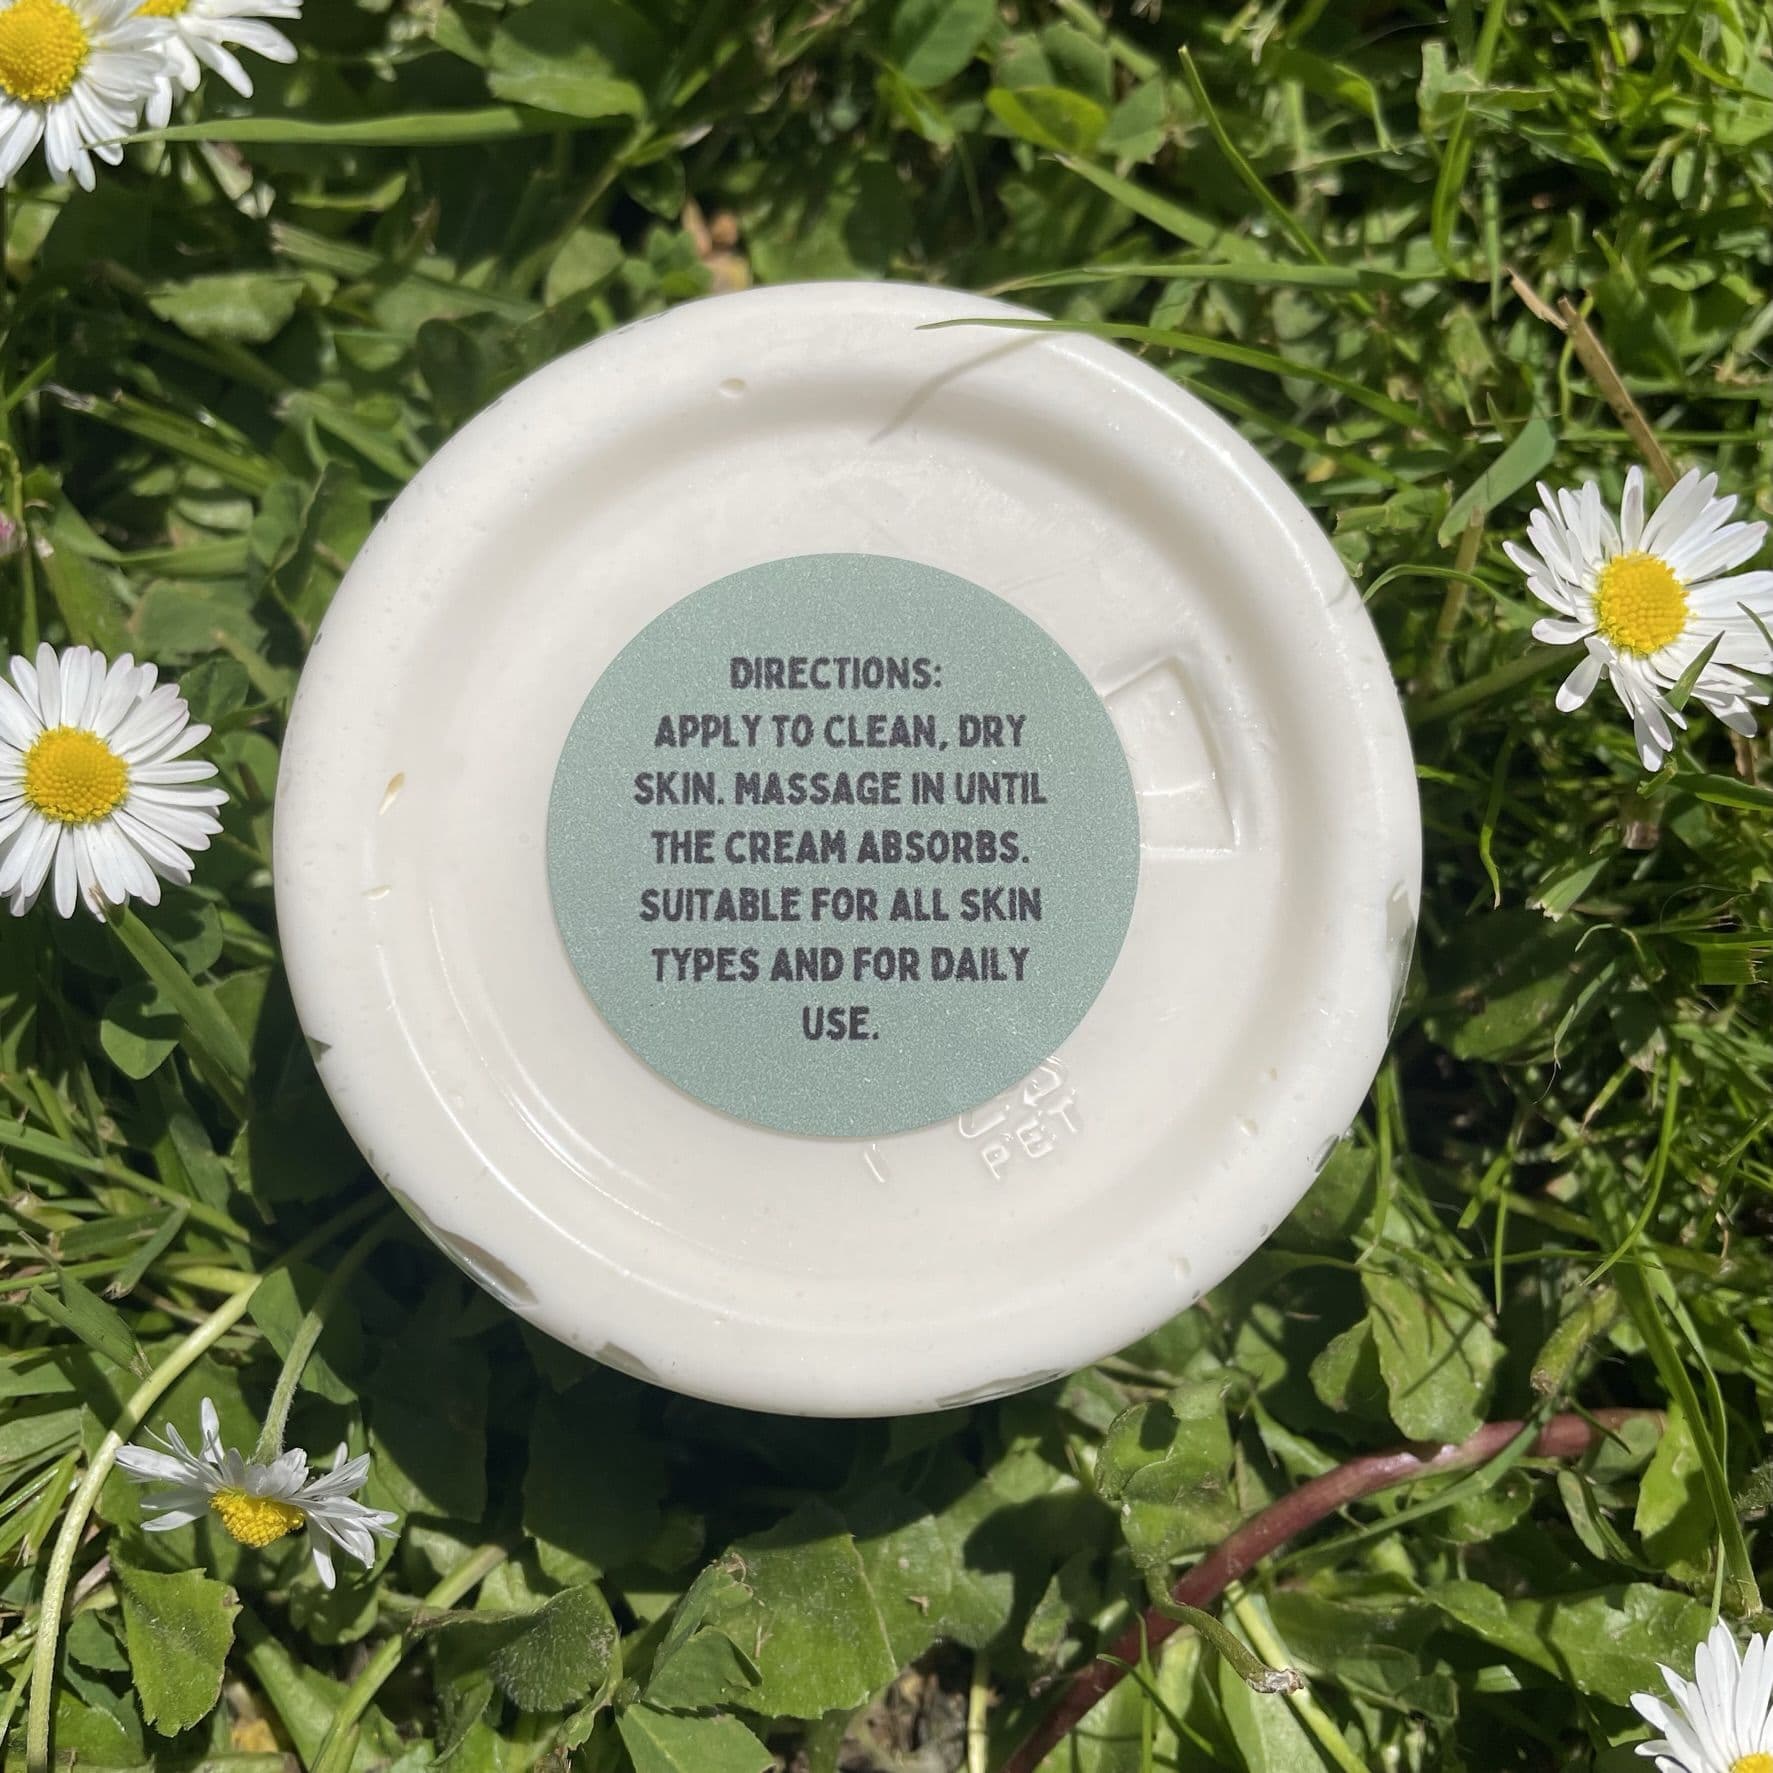 DIRECTIONS:
APPLY TO CLEAN, DRY
SKIN. MASSAGE IN UNTIL
THE CREAM ABSORBS.
SUITABLE FOR ALL SKIN
TYPES AND FOR DAILY
USE.
PET